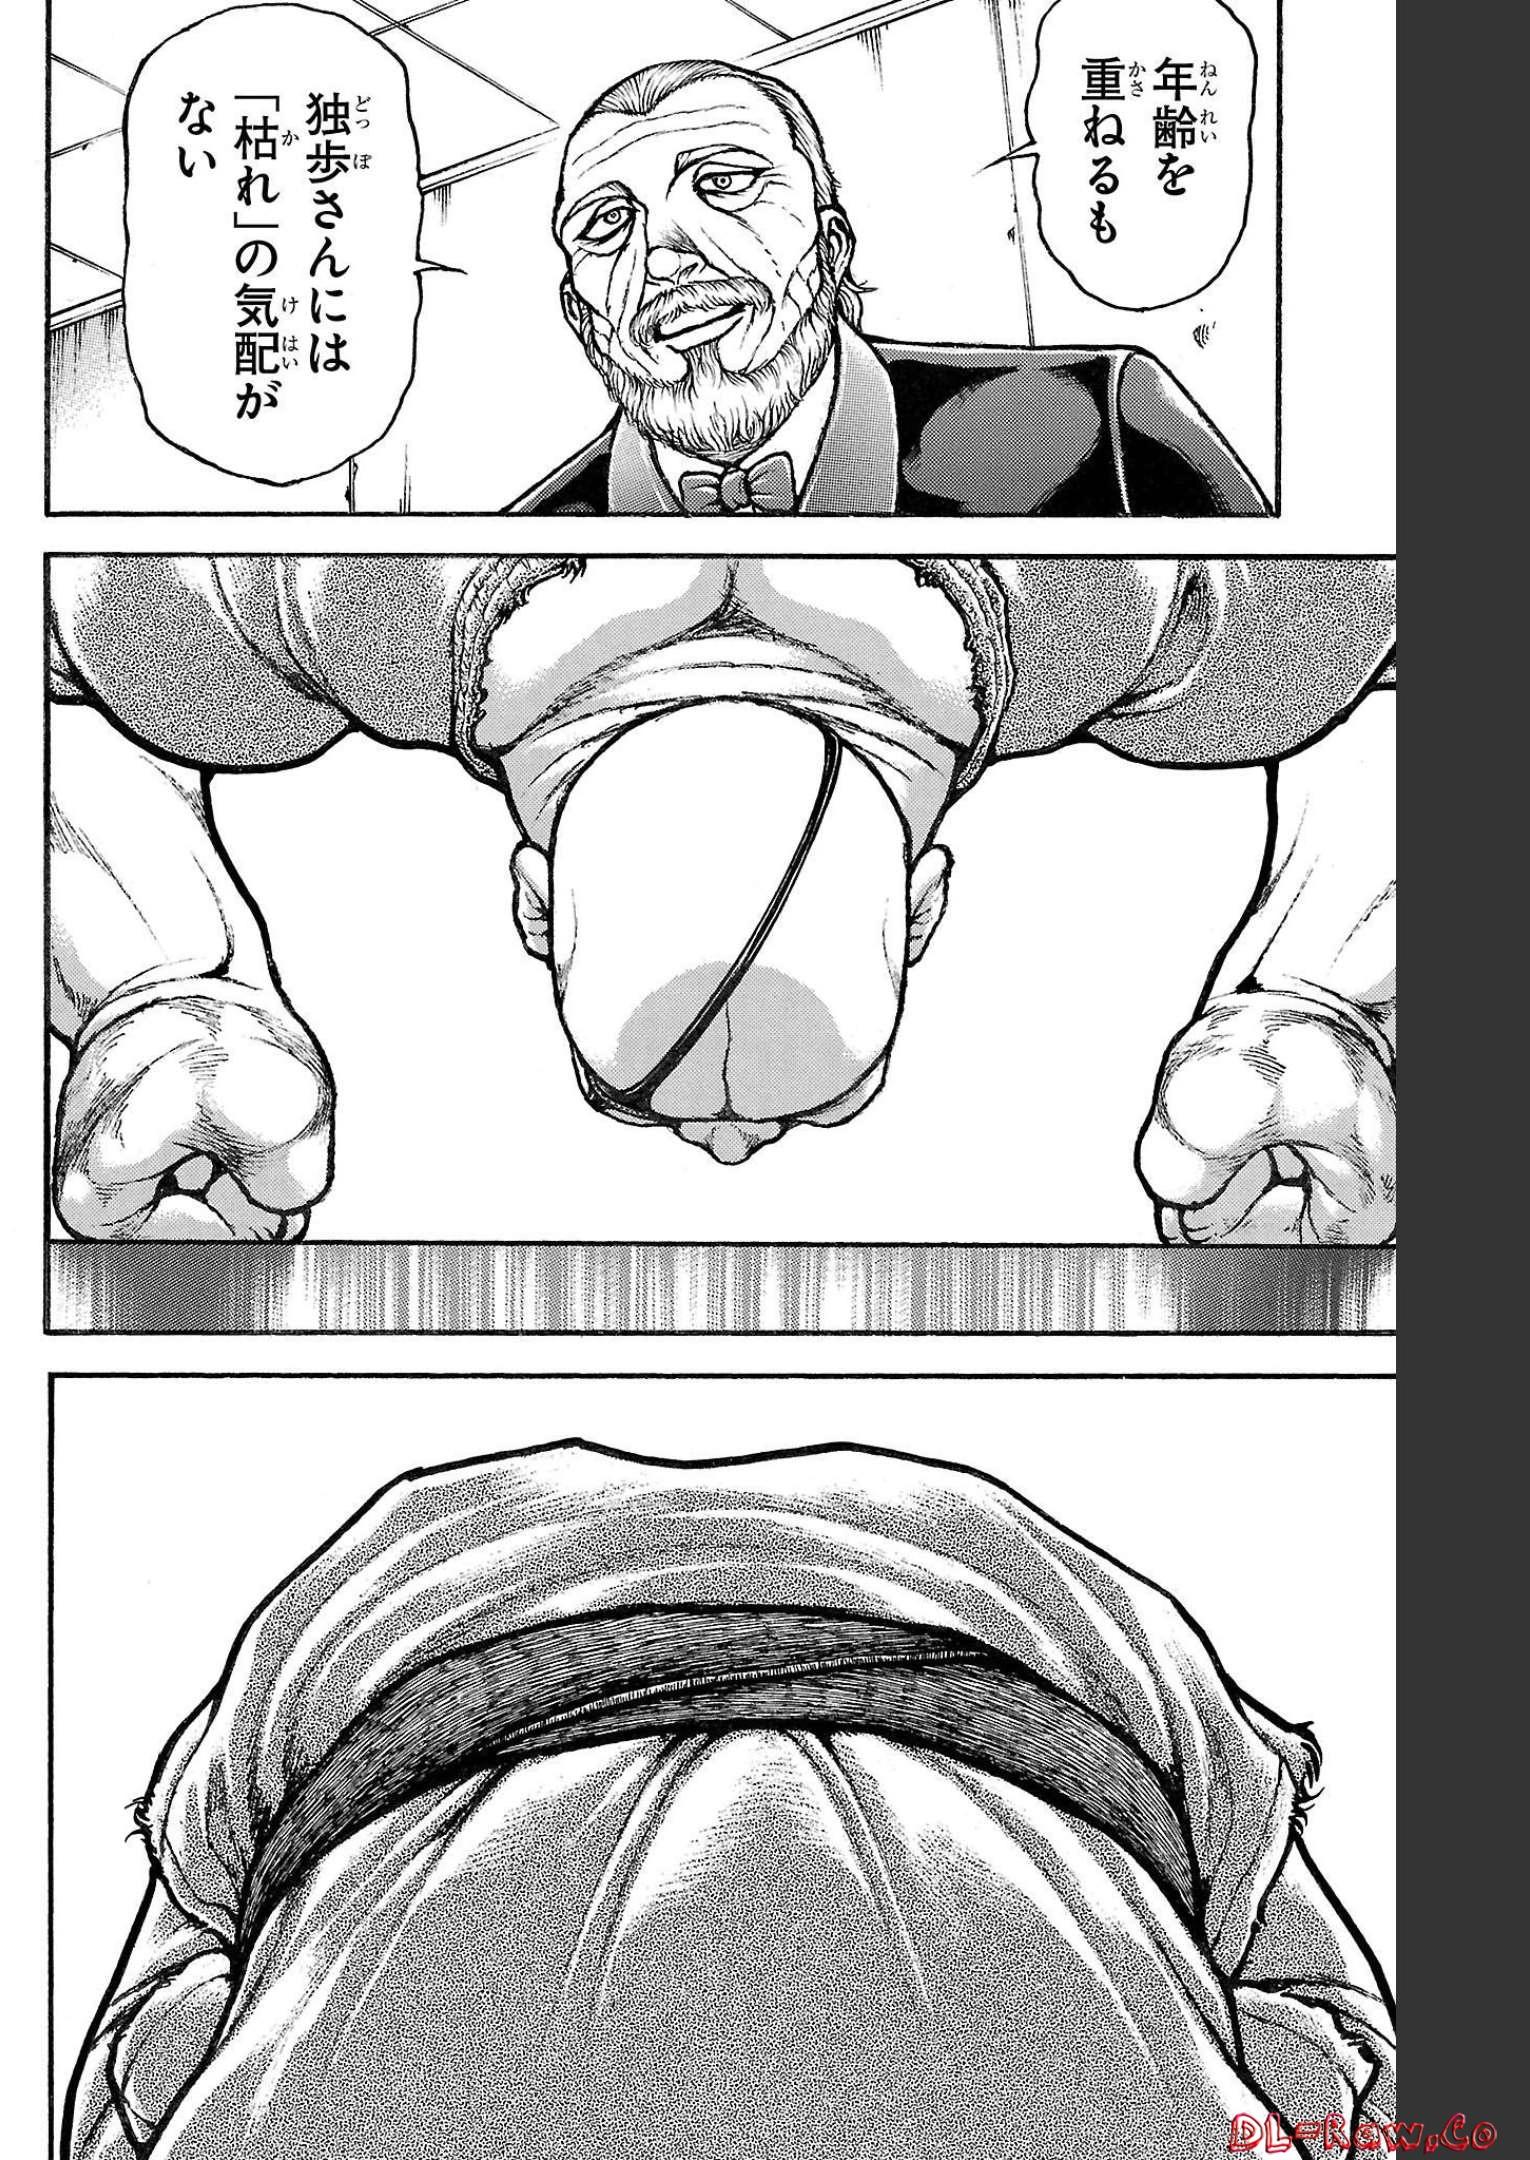 年齢を
重ねるも
独歩さんには
「枯れ」の気配が
ない
DL=Raw.Co